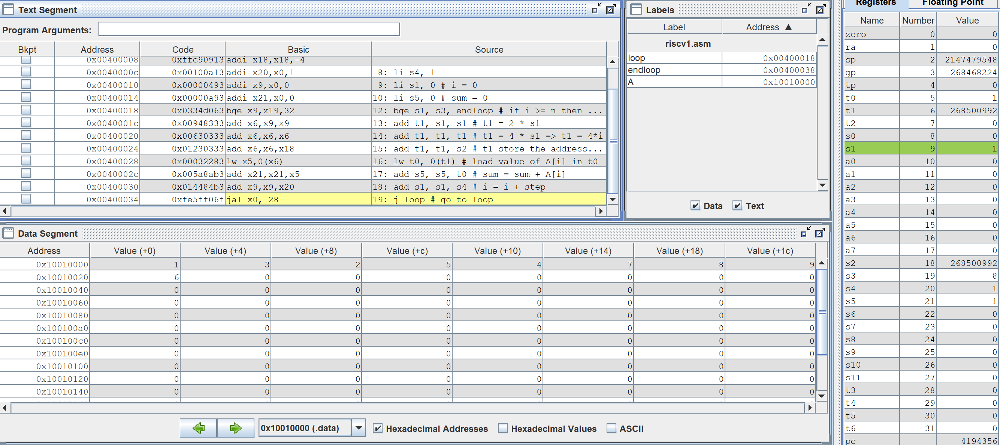 Text Segment
Program Arguments:
Bkpt Address Code Basic Source
0x00400008 0xffc90913 addi x18,x18,-4
0x0040000c 0x00100a13 addi x20,x0,1 8: li s4, 1
0x00400010 0x00000493 addi x9,x0,0 9: li s1, 0 # i = 0
0x00400014 0x00000a93 addi x21,x0,0 10: li s5, 0 # sum = 0
0x00400018 0x0334d063 bge x9,x19,32 12: bge s1, s3, endloop # if i >= n then ...
0x0040001c 0x00948333 add x6,x9,x9 13: add t1, s1, s1 # t1 = 2 * s1
0x00400020 0x00630333 add x6,x6,x6 14: add t1, t1, t1 # t1 = 4 * s1 => t1 = 4*i
0x00400024 0x01230333 add x6,x6,x18 15: add t1, t1, s2 # t1 store the address...
0x00400028 0x00032283 lw x5,0(x6) 16: lw t0, 0(t1) # load value of A[i] in t0
0x0040002c 0x005a8ab3 add x21,x21,x5 17: add s5, s5, t0 # sum = sum + A[i]
0x00400030 0x014484b3 add x9,x9,x20 18: add s1, s1, s4 # i = i + step
0x00400034 0xfe5ff06f jal x0,-28 19: j loop # go to loop
Labels
Label Address ▲
riscv1.asm
loop 0x00400018
endloop 0x00400038
A 0x10010000
Data Text
Data Segment
Address Value (+0) Value (+4) Value (+8) Value (+c) Value (+10) Value (+14) Value (+18) Value (+1c)
0x10010000 1 3 2 5 4 7 8 9
0x10010020 6 0 0 0 0 0 0 0
0x10010040 0 0 0 0 0 0 0 0
0x10010060 0 0 0 0 0 0 0 0
0x10010080 0 0 0 0 0 0 0 0
0x100100a0 0 0 0 0 0 0 0 0
0x100100c0 0 0 0 0 0 0 0 0
0x100100e0 0 0 0 0 0 0 0 0
0x10010100 0 0 0 0 0 0 0 0
0x10010120 0 0 0 0 0 0 0 0
0x10010140 0 0 0 0 0 0 0 0
0x10010000 (.data) Hexadecimal Addresses Hexadecimal Values ASCII
Registers Floating Point
Name Number Value
zero 0 0
ra 1 0
sp 2 2147479548
gp 3 268468224
tp 4 0
t0 5 1
t1 6 268500992
t2 7 0
s0 8 0
s1 9 1
a0 10 0
a1 11 0
a2 12 0
a3 13 0
a4 14 0
a5 15 0
a6 16 0
a7 17 0
s2 18 268500992
s3 19 8
s4 20 1
s5 21 1
s6 22 0
s7 23 0
s8 24 0
s9 25 0
s10 26 0
s11 27 0
t3 28 0
t4 29 0
t5 30 0
t6 31 0
pc 4194356